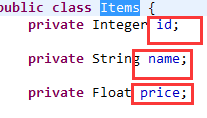 public class Items {
private Integer id;
private String name;
private Float price;